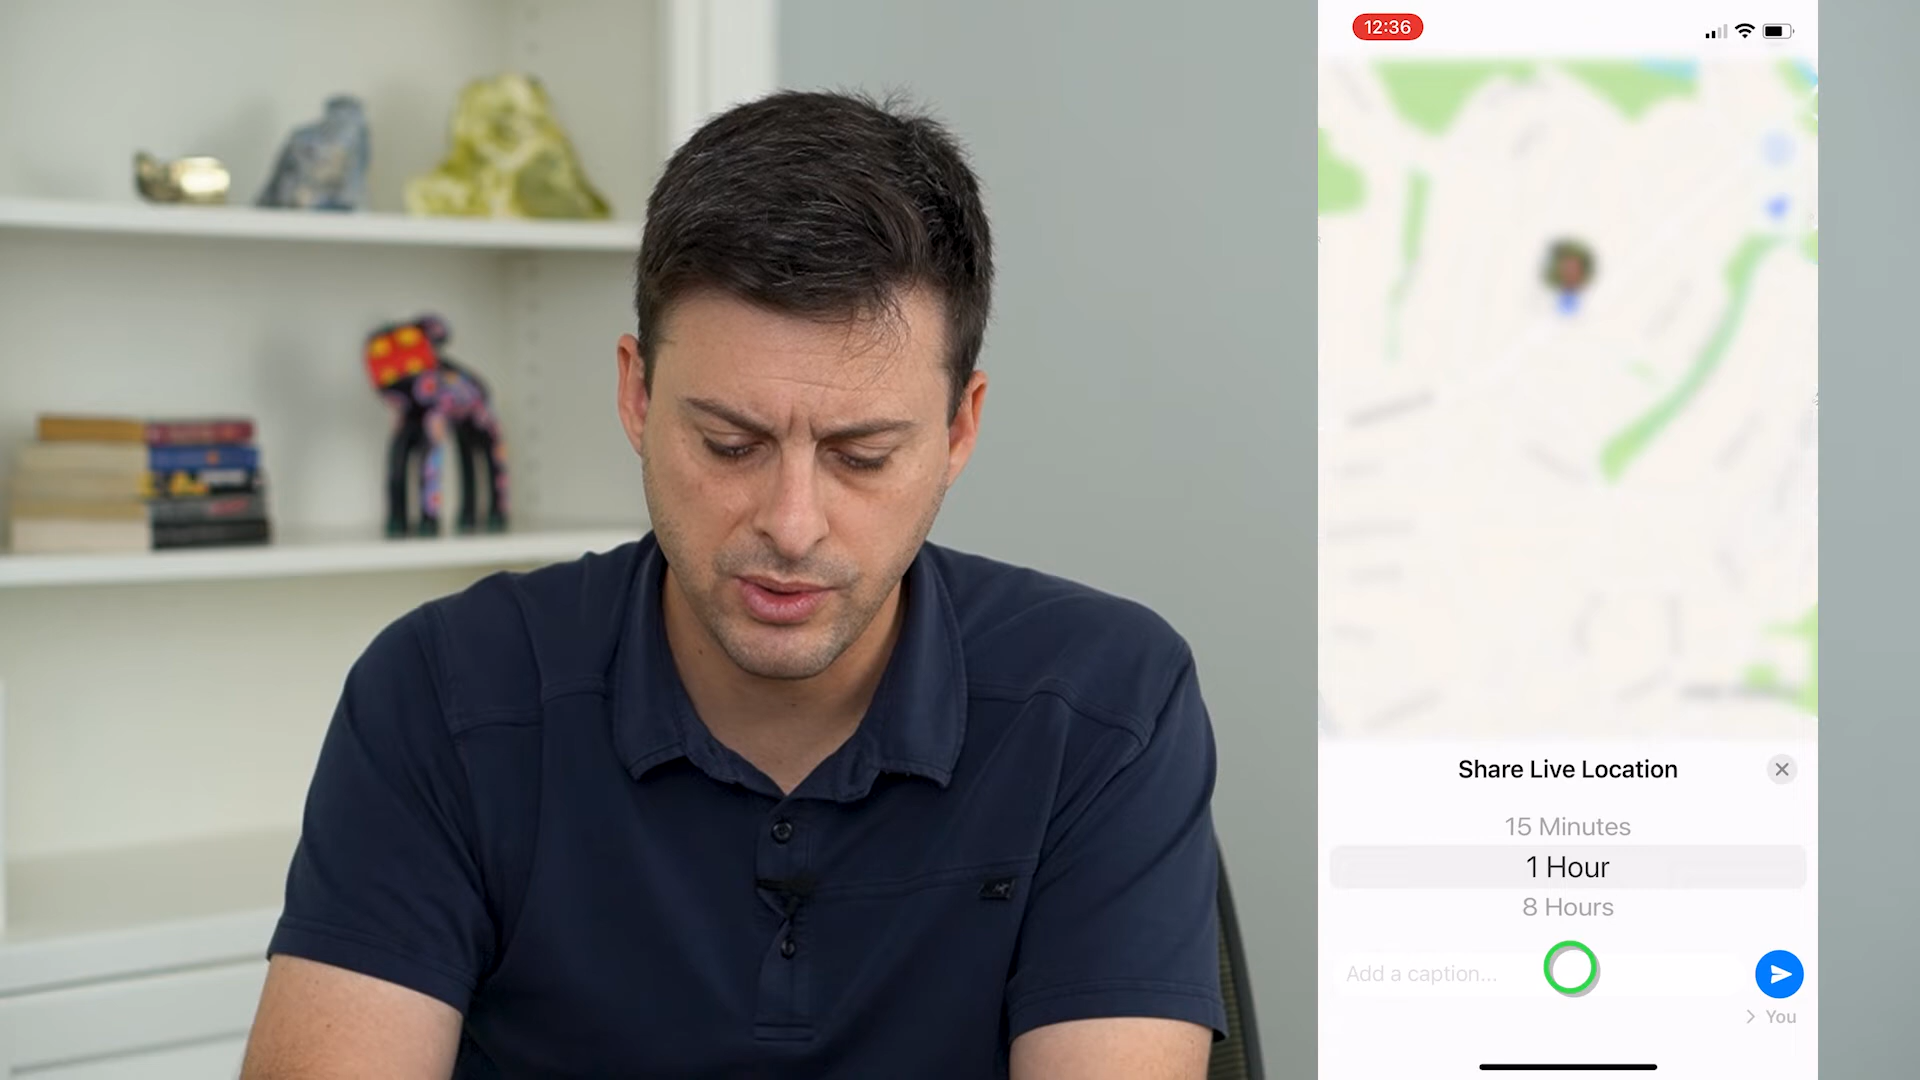 12:36
Share Live Location
15 Minutes
1 Hour
8 Hours
Add a caption...
> You